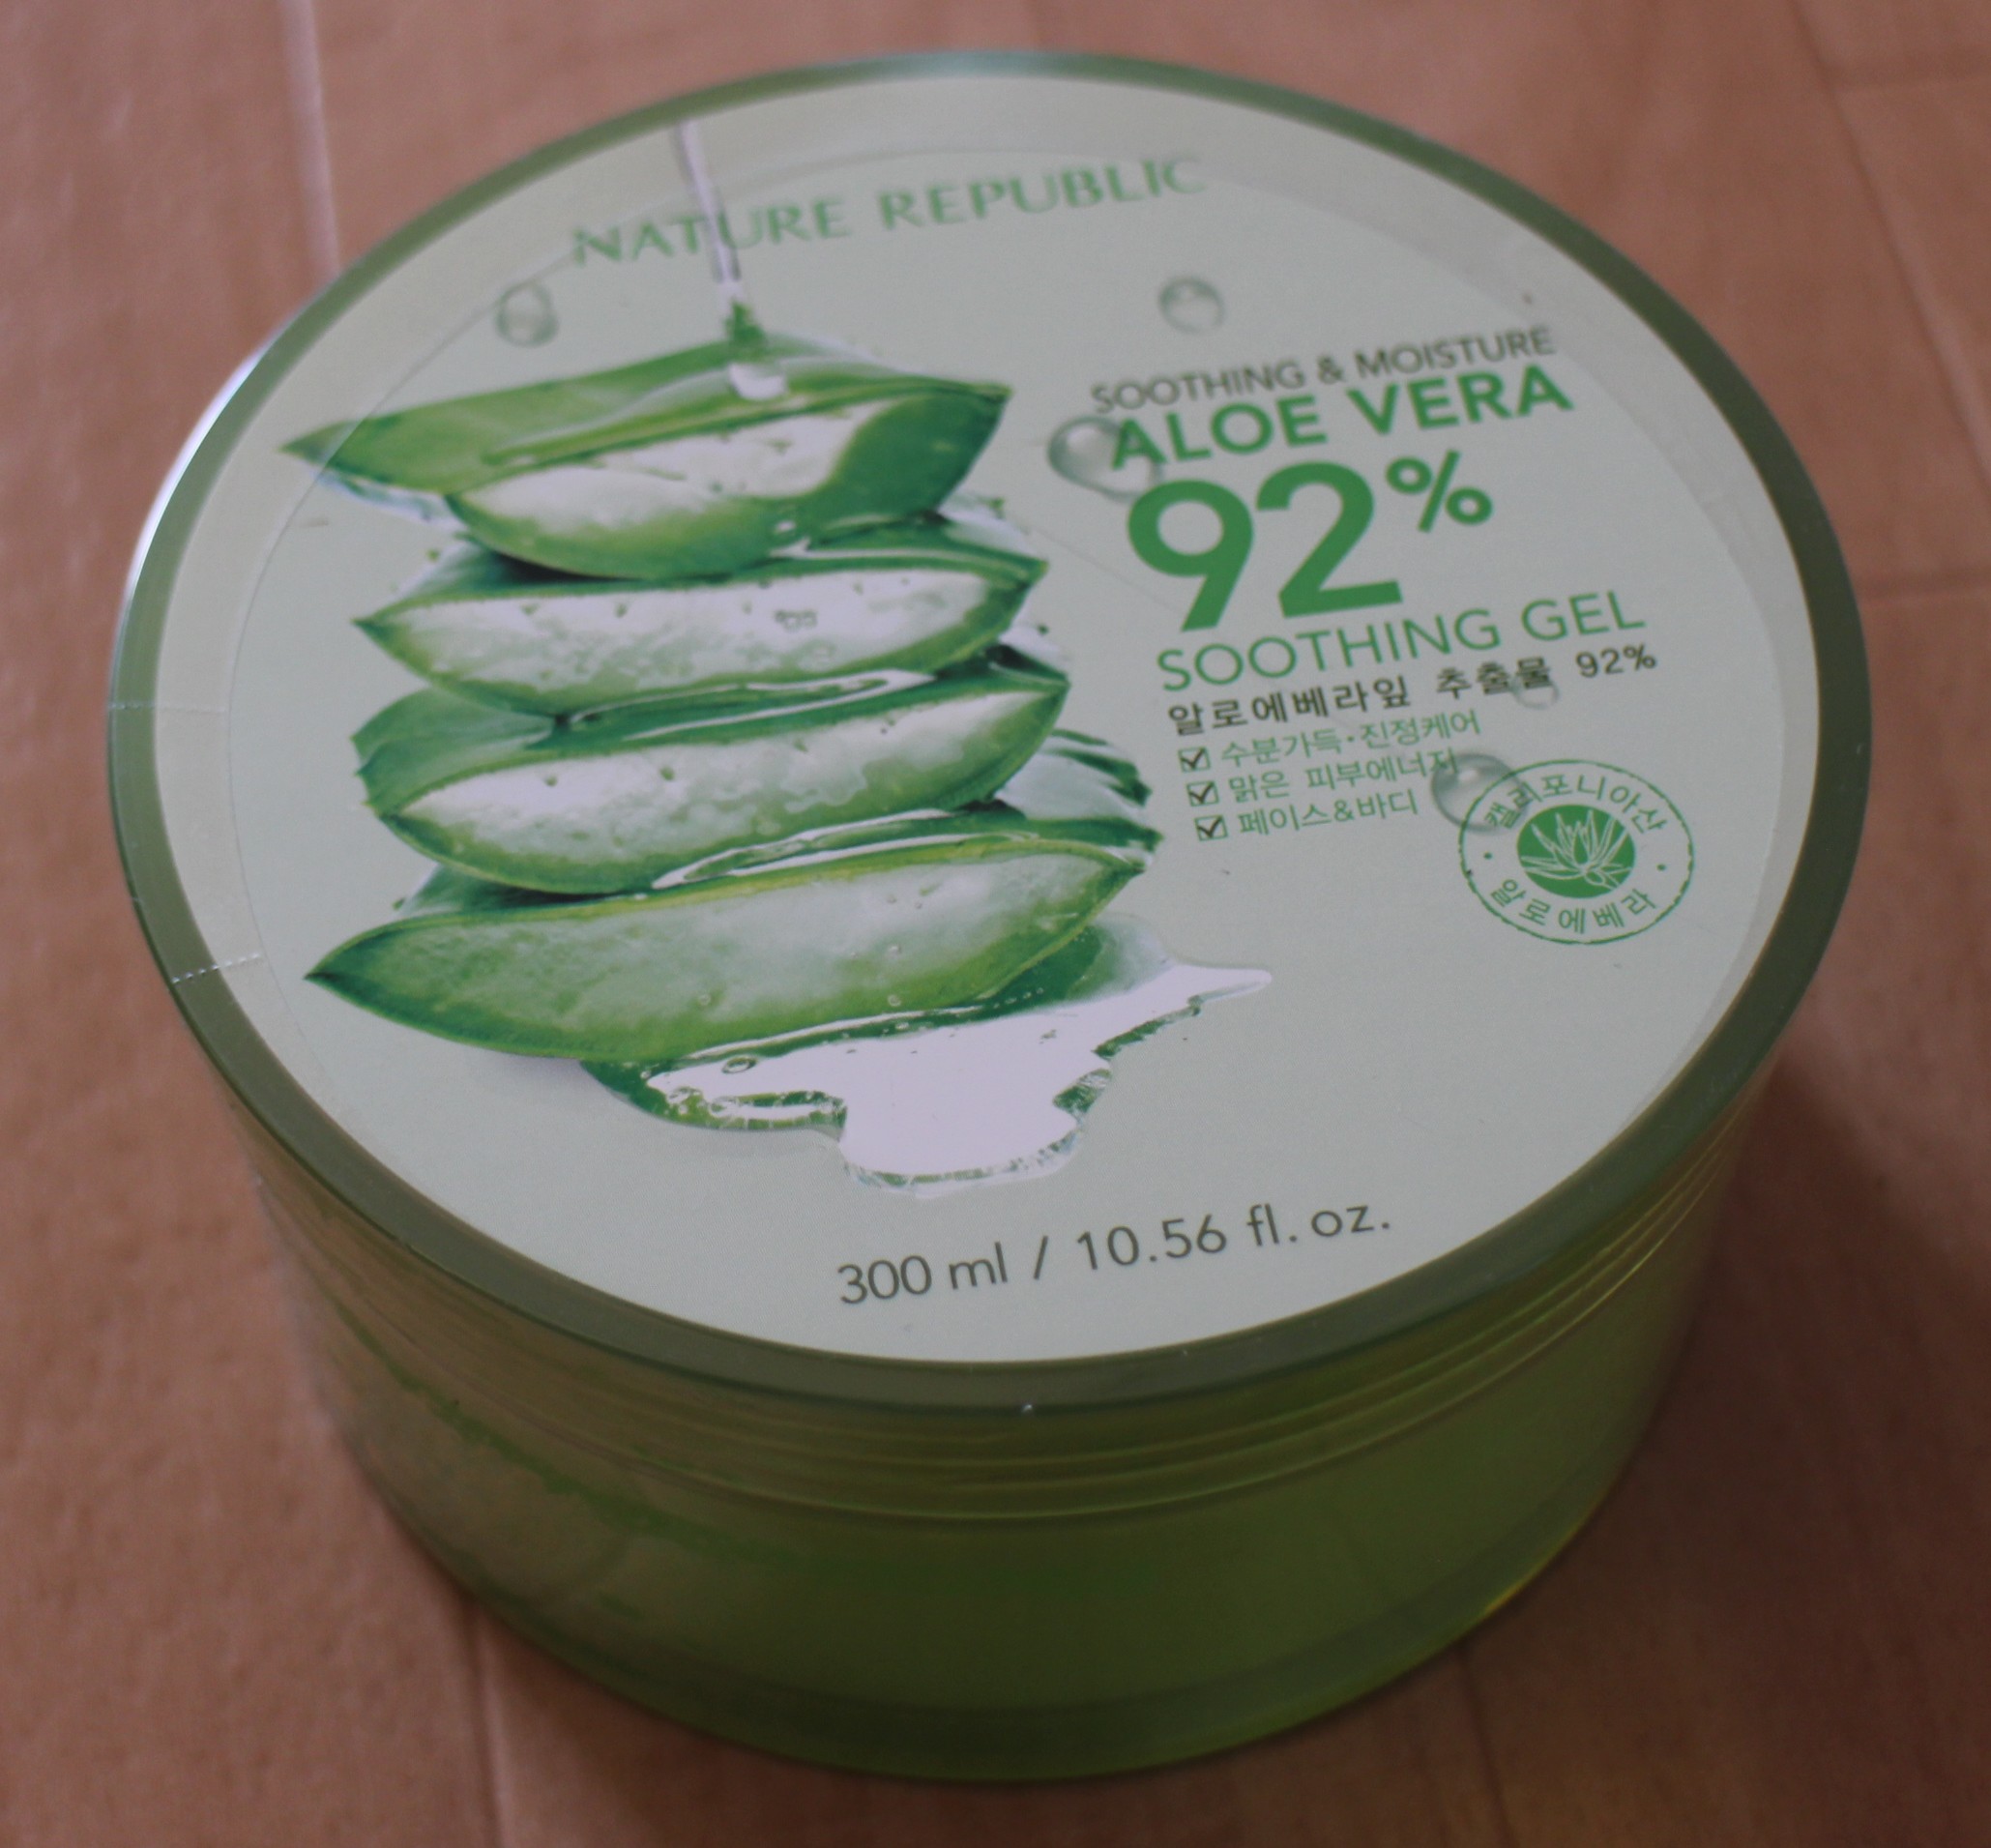 NATURE REPUBLIC
SOOTHING & MOISTURE
ALOE VERA
92%
SOOTHING GEL
알로에베라잎 추출물 92%
수분가득·진정케어
맑은 피부에너지
페이스&바디
캘리포니아산
알로에베라
300 ml / 10.56 fl. oz.